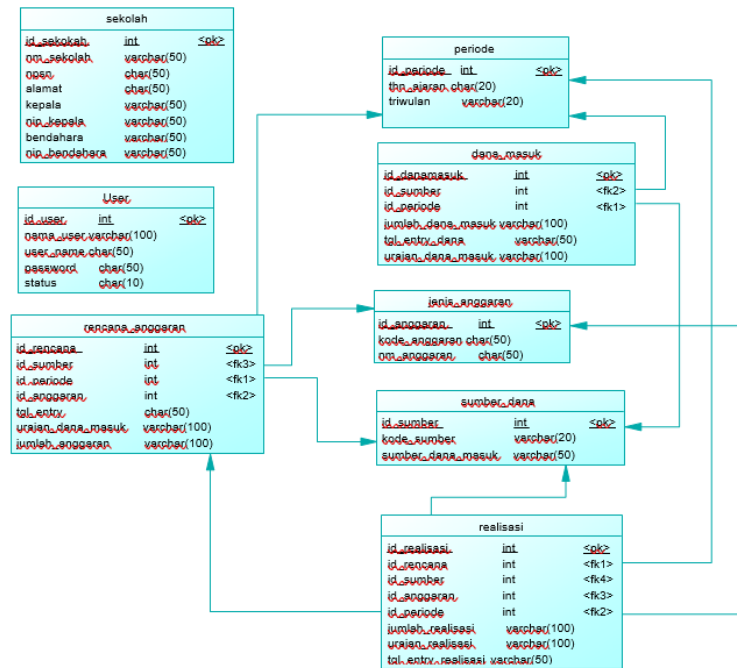 sekolah
id_sekokah int <pk>
nm_sekolah varchar(50)
npsn char(50)
alamat char(50)
kepala varchar(50)
nip_kepala varchar(50)
bendahara varchar(50)
nip_bendahara varchar(50)
periode
id_periode int <pk>
thn_ajaran char(20)
triwulan varchar(20)
dana_masuk
id_danamasuk int <pk>
id_sumber int <fk2>
id_periode int <fk1>
jumlah_dana_masuk varchar(100)
tgl_entry_dana varchar(50)
uraian_dana_masuk varchar(100)
User
id_user int <pk>
nama_user varchar(100)
user_name char(50)
password char(50)
status char(10)
jenis_anggaran
id_anggaran int <pk>
kode_anggaran char(50)
nm_anggaran char(50)
rencana_anggaran
id_rencana int <pk>
id_sumber int <fk3>
id_periode int <fk1>
id_anggaran int <fk2>
tgl_entry char(50)
uraian_dana_masuk varchar(100)
jumlah_anggaran varchar(100)
sumber_dana
id_sumber int <pk>
kode_sumber varchar(20)
sumber_dana_masuk varchar(50)
realisasi
id_realisasi int <pk>
id_rencana int <fk1>
id_sumber int <fk4>
id_anggaran int <fk3>
id_periode int <fk2>
jumlah_realisasi varchar(100)
uraian_realisasi varchar(100)
tgl_entry_realisasi varchar(50)